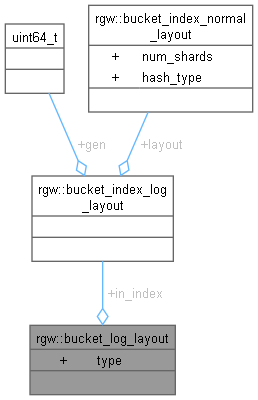 rgw::bucket_index_normal
_layout
+ num_shards
+ hash_type
uint64_t
+gen
+layout
rgw::bucket_index_log
_layout
+in_index
rgw::bucket_log_layout
+ type